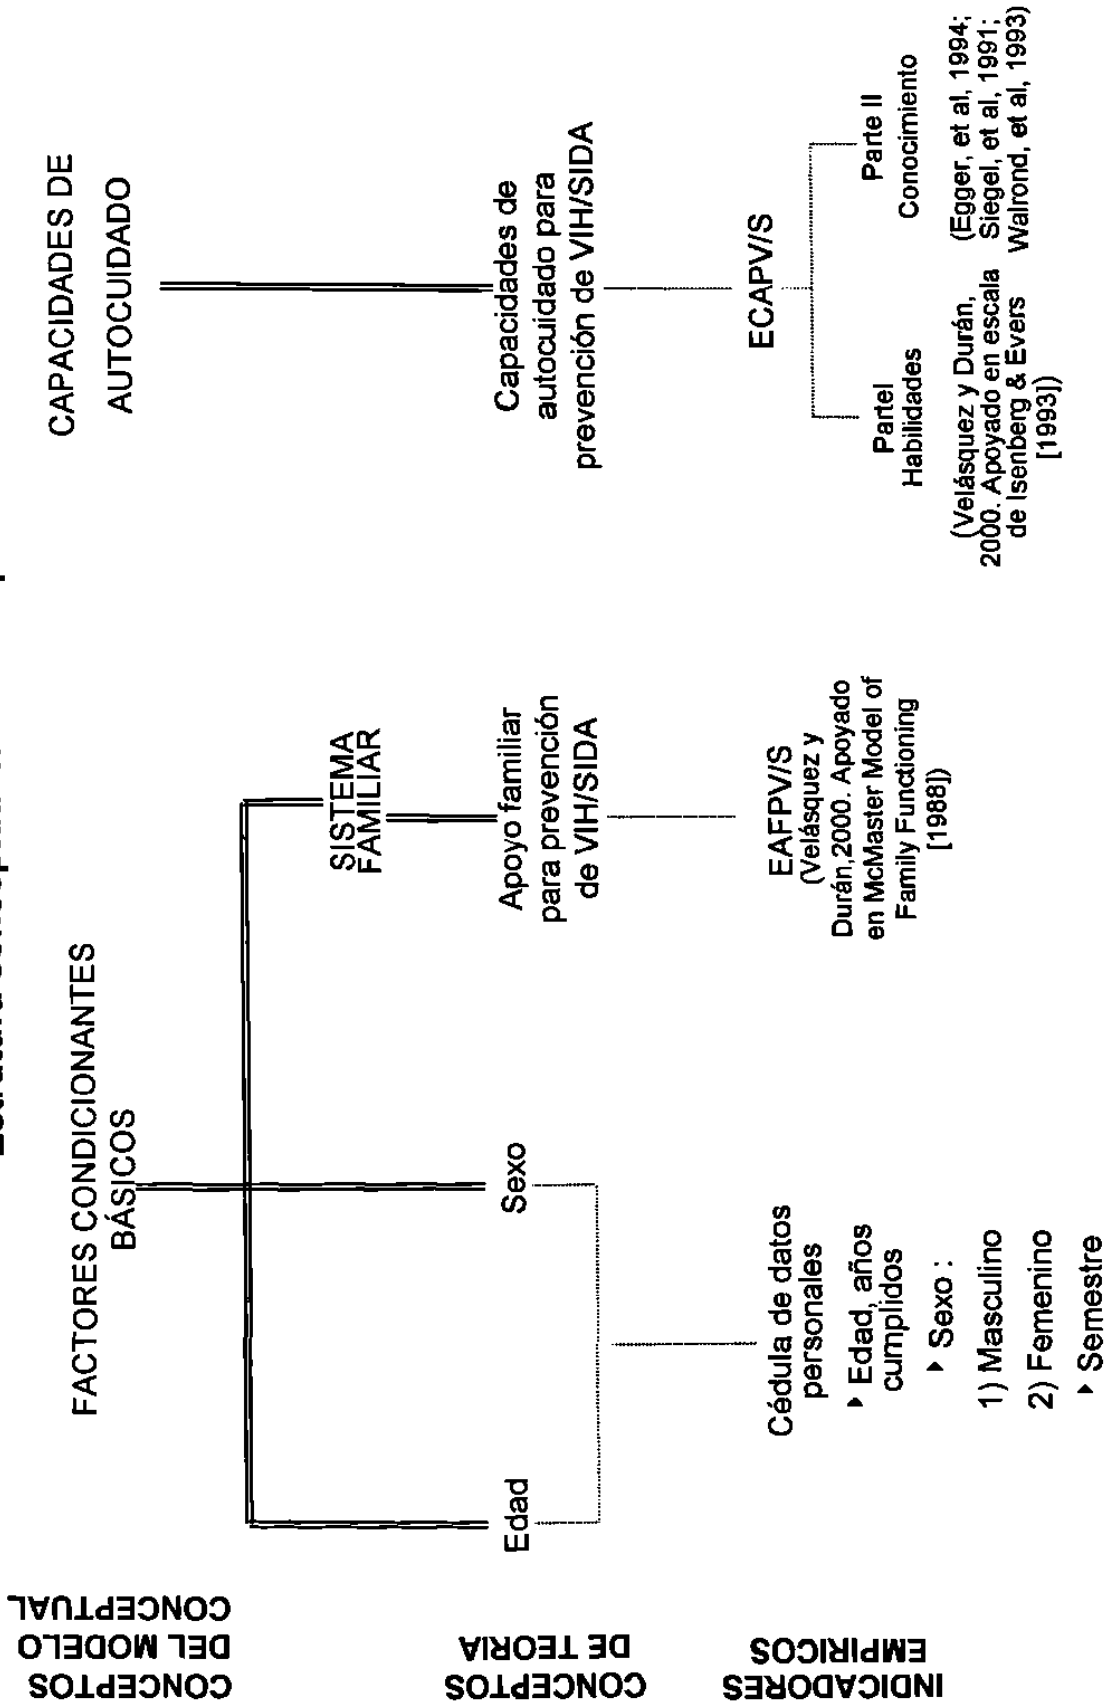 CONCEPTOS
DEL MODELO
CONCEPTUAL
FACTORES CONDICIONANTES
BÁSICOS
CAPACIDADES DE
AUTOCUIDADO
SISTEMA
FAMILIAR
CONCEPTOS
DE TEORIA
Edad
Sexo
Apoyo familiar
para prevención
de VIH/SIDA
Capacidades de
autocuidado para
prevención de VIH/SIDA
INDICADORES
EMPIRICOS
Cédula de datos
personales
‣ Edad, años
cumplidos
‣ Sexo :
1) Masculino
2) Femenino
‣ Semestre
EAFPV/S
(Velásquez y
Durán,2000. Apoyado
en McMaster Model of
Family Functioning
[1988])
ECAPV/S
ParteI
Habilidades
(Velásquez y Durán,
2000. Apoyado en escala
de Isenberg & Evers
[1993])
Parte II
Conocimiento
(Egger, et al, 1994;
Siegel, et al, 1991;
Walrond, et al, 1993)